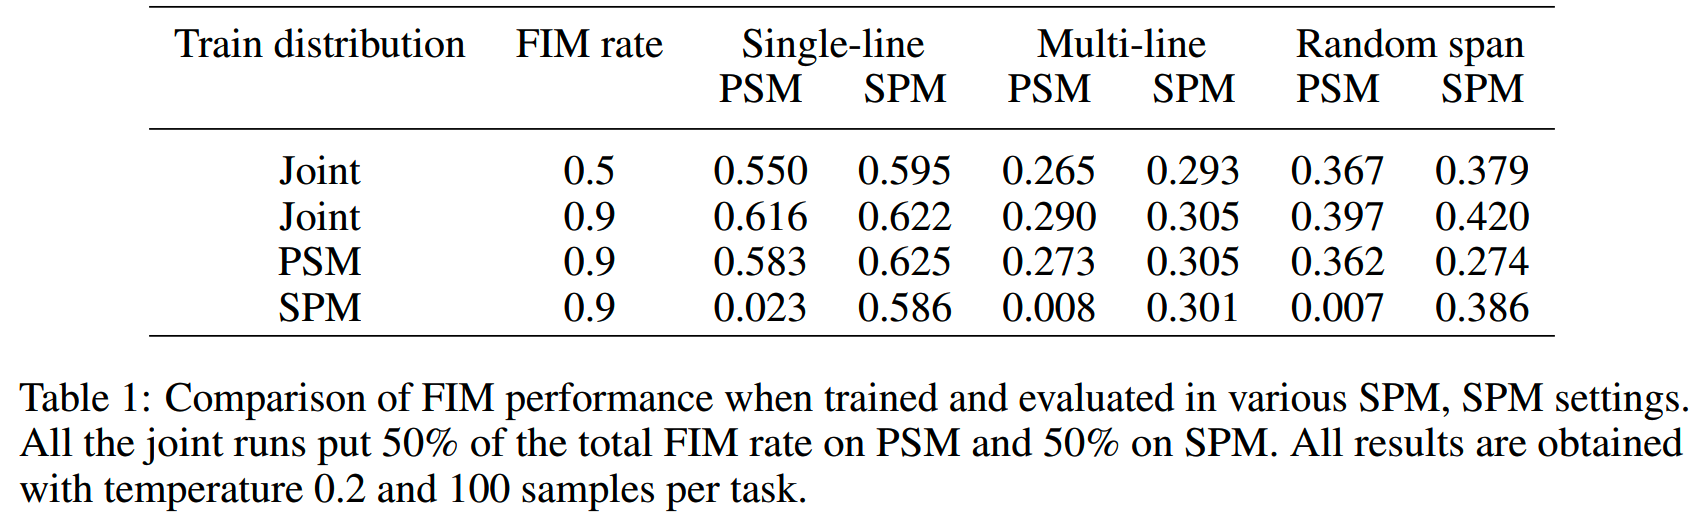 Train distribution FIM rate Single-line Multi-line Random span
PSM SPM PSM SPM PSM SPM
Joint 0.5 0.550 0.595 0.265 0.293 0.367 0.379
Joint 0.9 0.616 0.622 0.290 0.305 0.397 0.420
PSM 0.9 0.583 0.625 0.273 0.305 0.362 0.274
SPM 0.9 0.023 0.586 0.008 0.301 0.007 0.386
Table 1: Comparison of FIM performance when trained and evaluated in various SPM, SPM settings.
All the joint runs put 50% of the total FIM rate on PSM and 50% on SPM. All results are obtained
with temperature 0.2 and 100 samples per task.